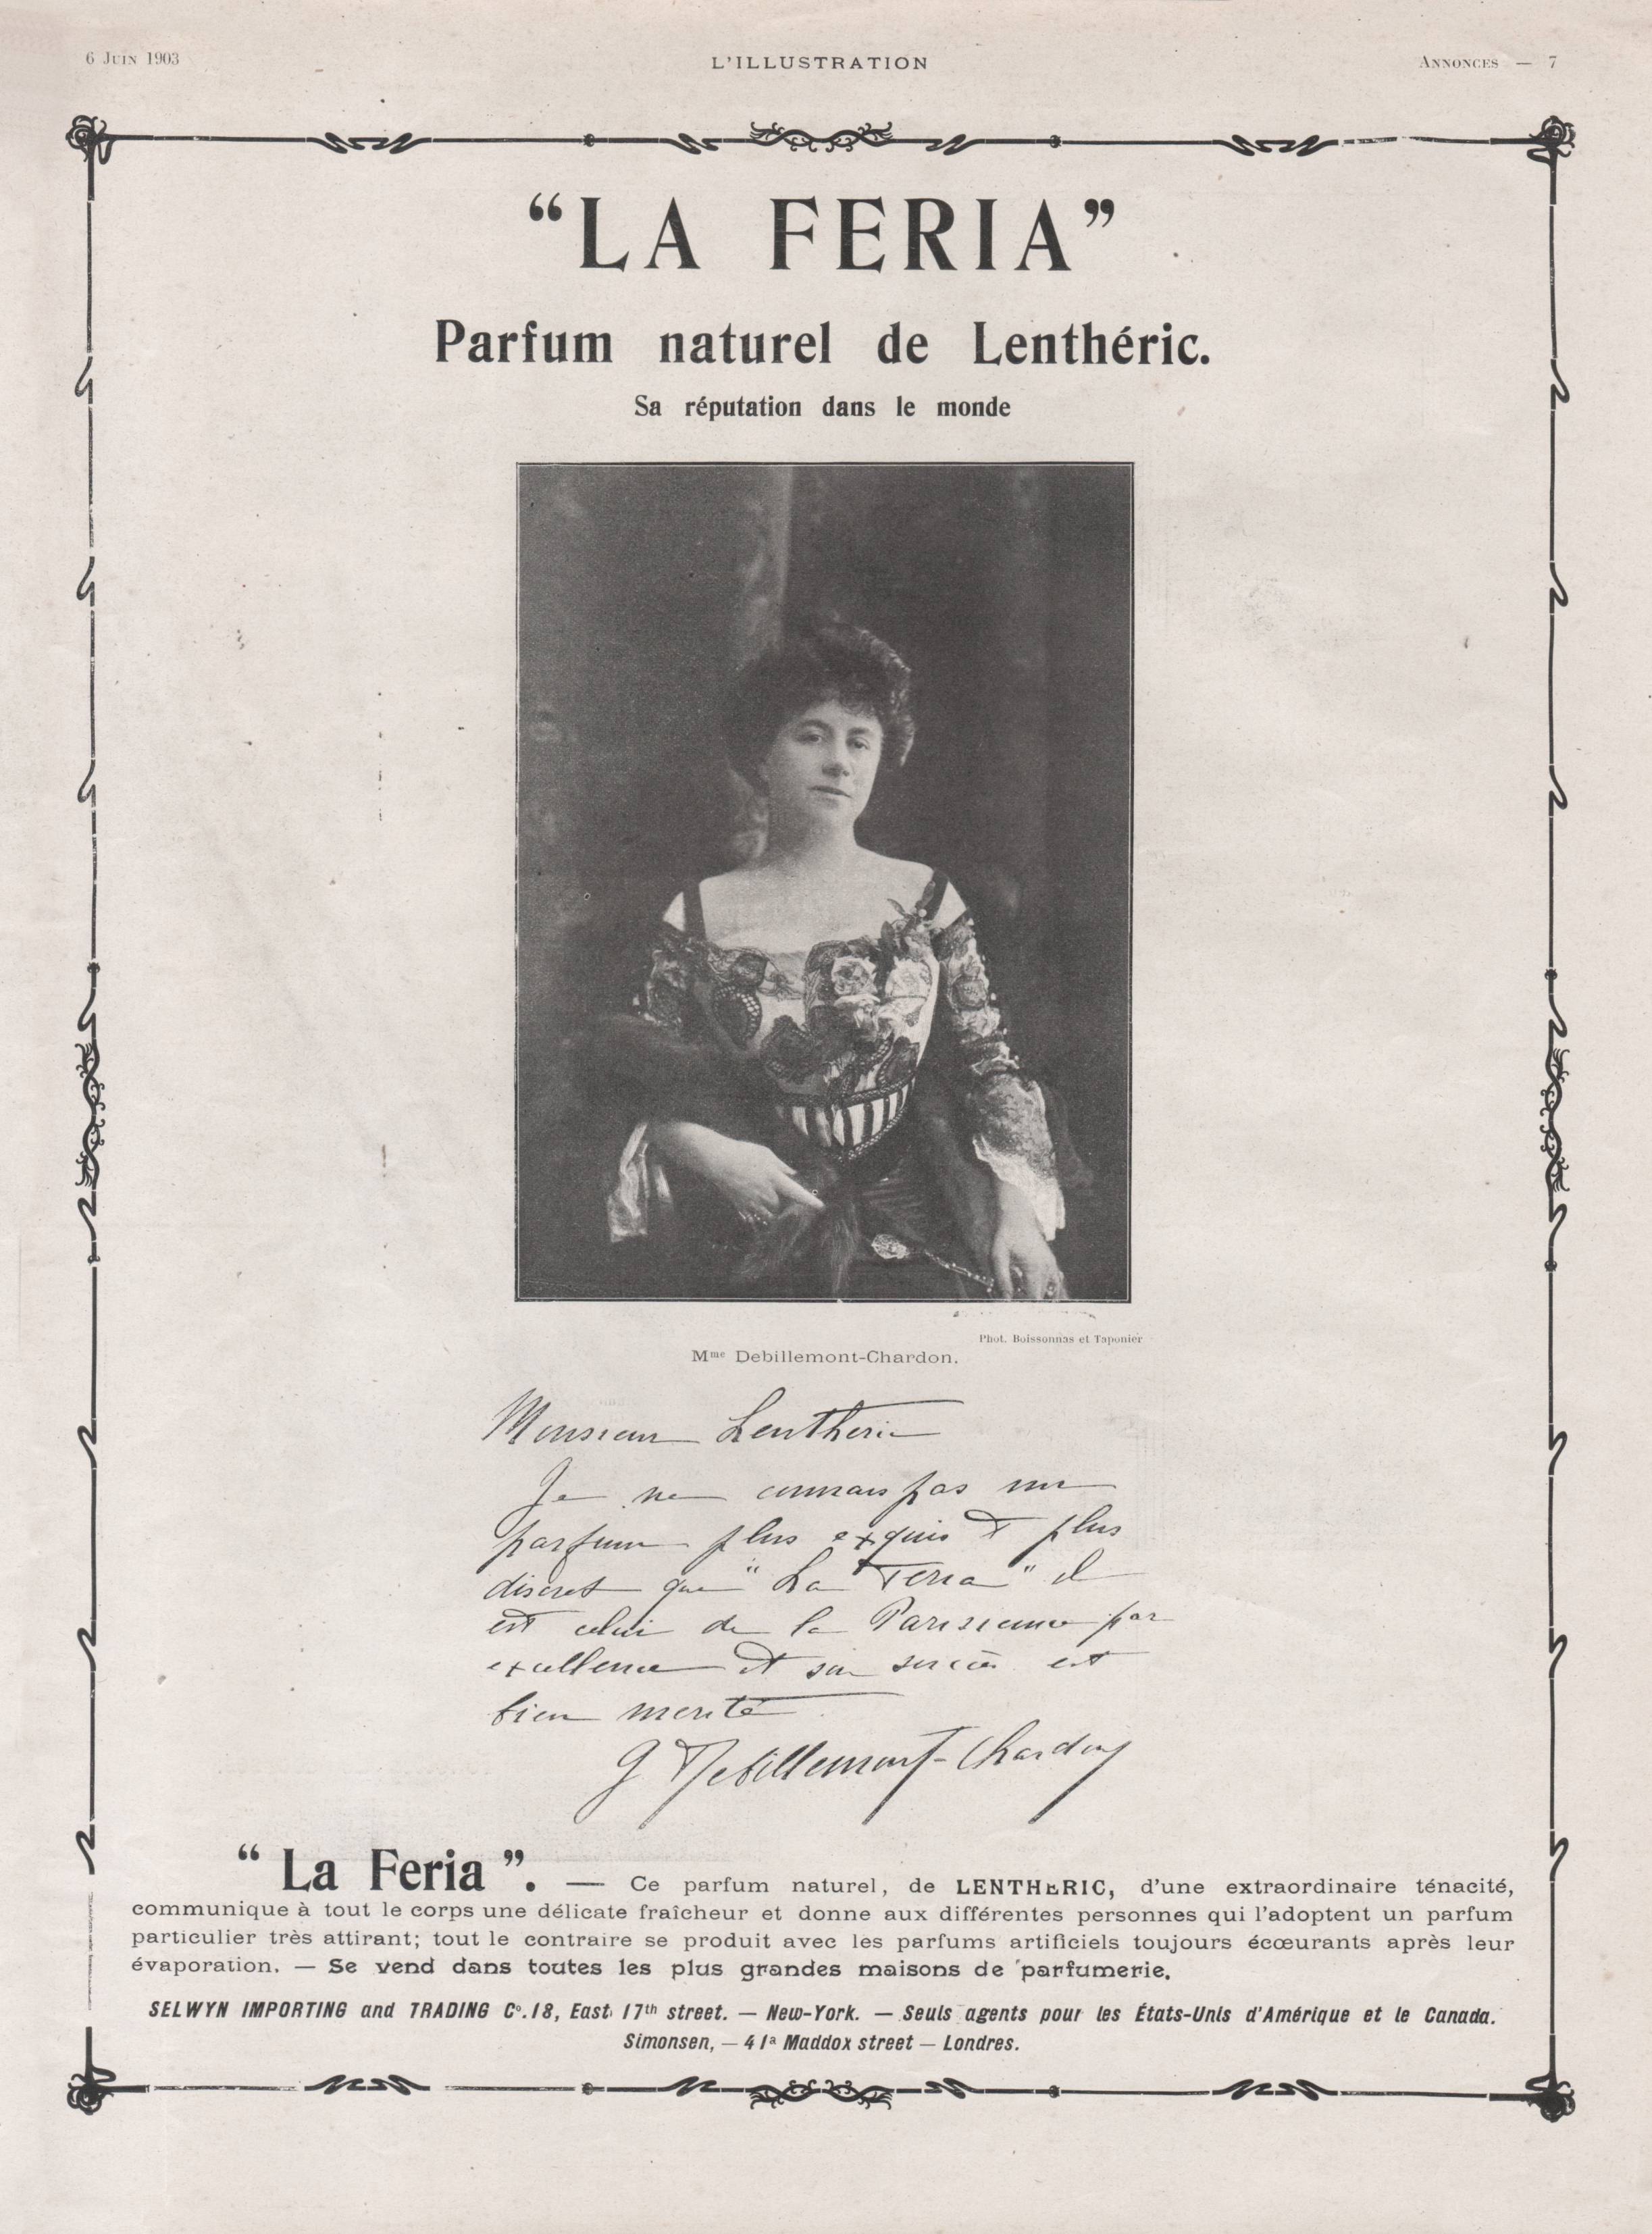 6 Juin 1903
L'ILLUSTRATION
Annonces — 7
“LA FERIA”
Parfum naturel de Lenthéric.
Sa réputation dans le monde
Phot. Boissonnas et Taponier
Mme Debillemont-Chardon.
Monsieur Lentheric
Je ne connais pas un
parfum plus exquis et plus
discret que "La Feria" il
est celui de la Parisienne par
excellence et son succès est
bien merité
G Debillemont-Chardon
“ La Feria ”. — Ce parfum naturel, de LENTHERIC, d'une extraordinaire ténacité,
communique à tout le corps une délicate fraîcheur et donne aux différentes personnes qui l'adoptent un parfum
particulier très attirant; tout le contraire se produit avec les parfums artificiels toujours écœurants après leur
évaporation. — Se vend dans toutes les plus grandes maisons de parfumerie.
SELWYN IMPORTING and TRADING Co. 18, East 17th street. — New-York. — Seuls agents pour les États-Unis d'Amérique et le Canada.
Simonsen, — 41a Maddox street — Londres.